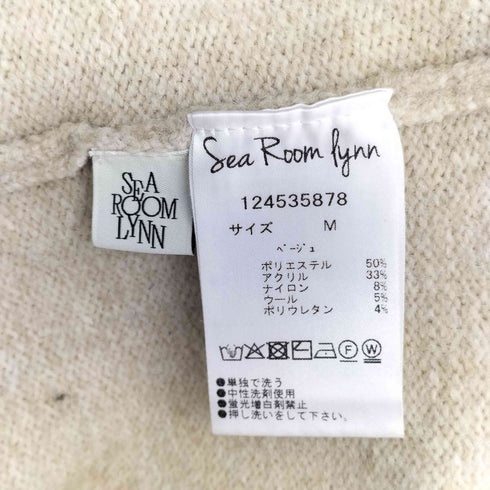 SEA
ROOM
LYNN
Sea Room lynn
124535878
サイズ M
ベージュ
ポリエステル 50%
アクリル 33%
ナイロン 8%
ウール 5%
ポリウレタン 4%
F W
●単独で洗う
●中性洗剤使用
●蛍光増白剤禁止
●押し洗いをして下さい。